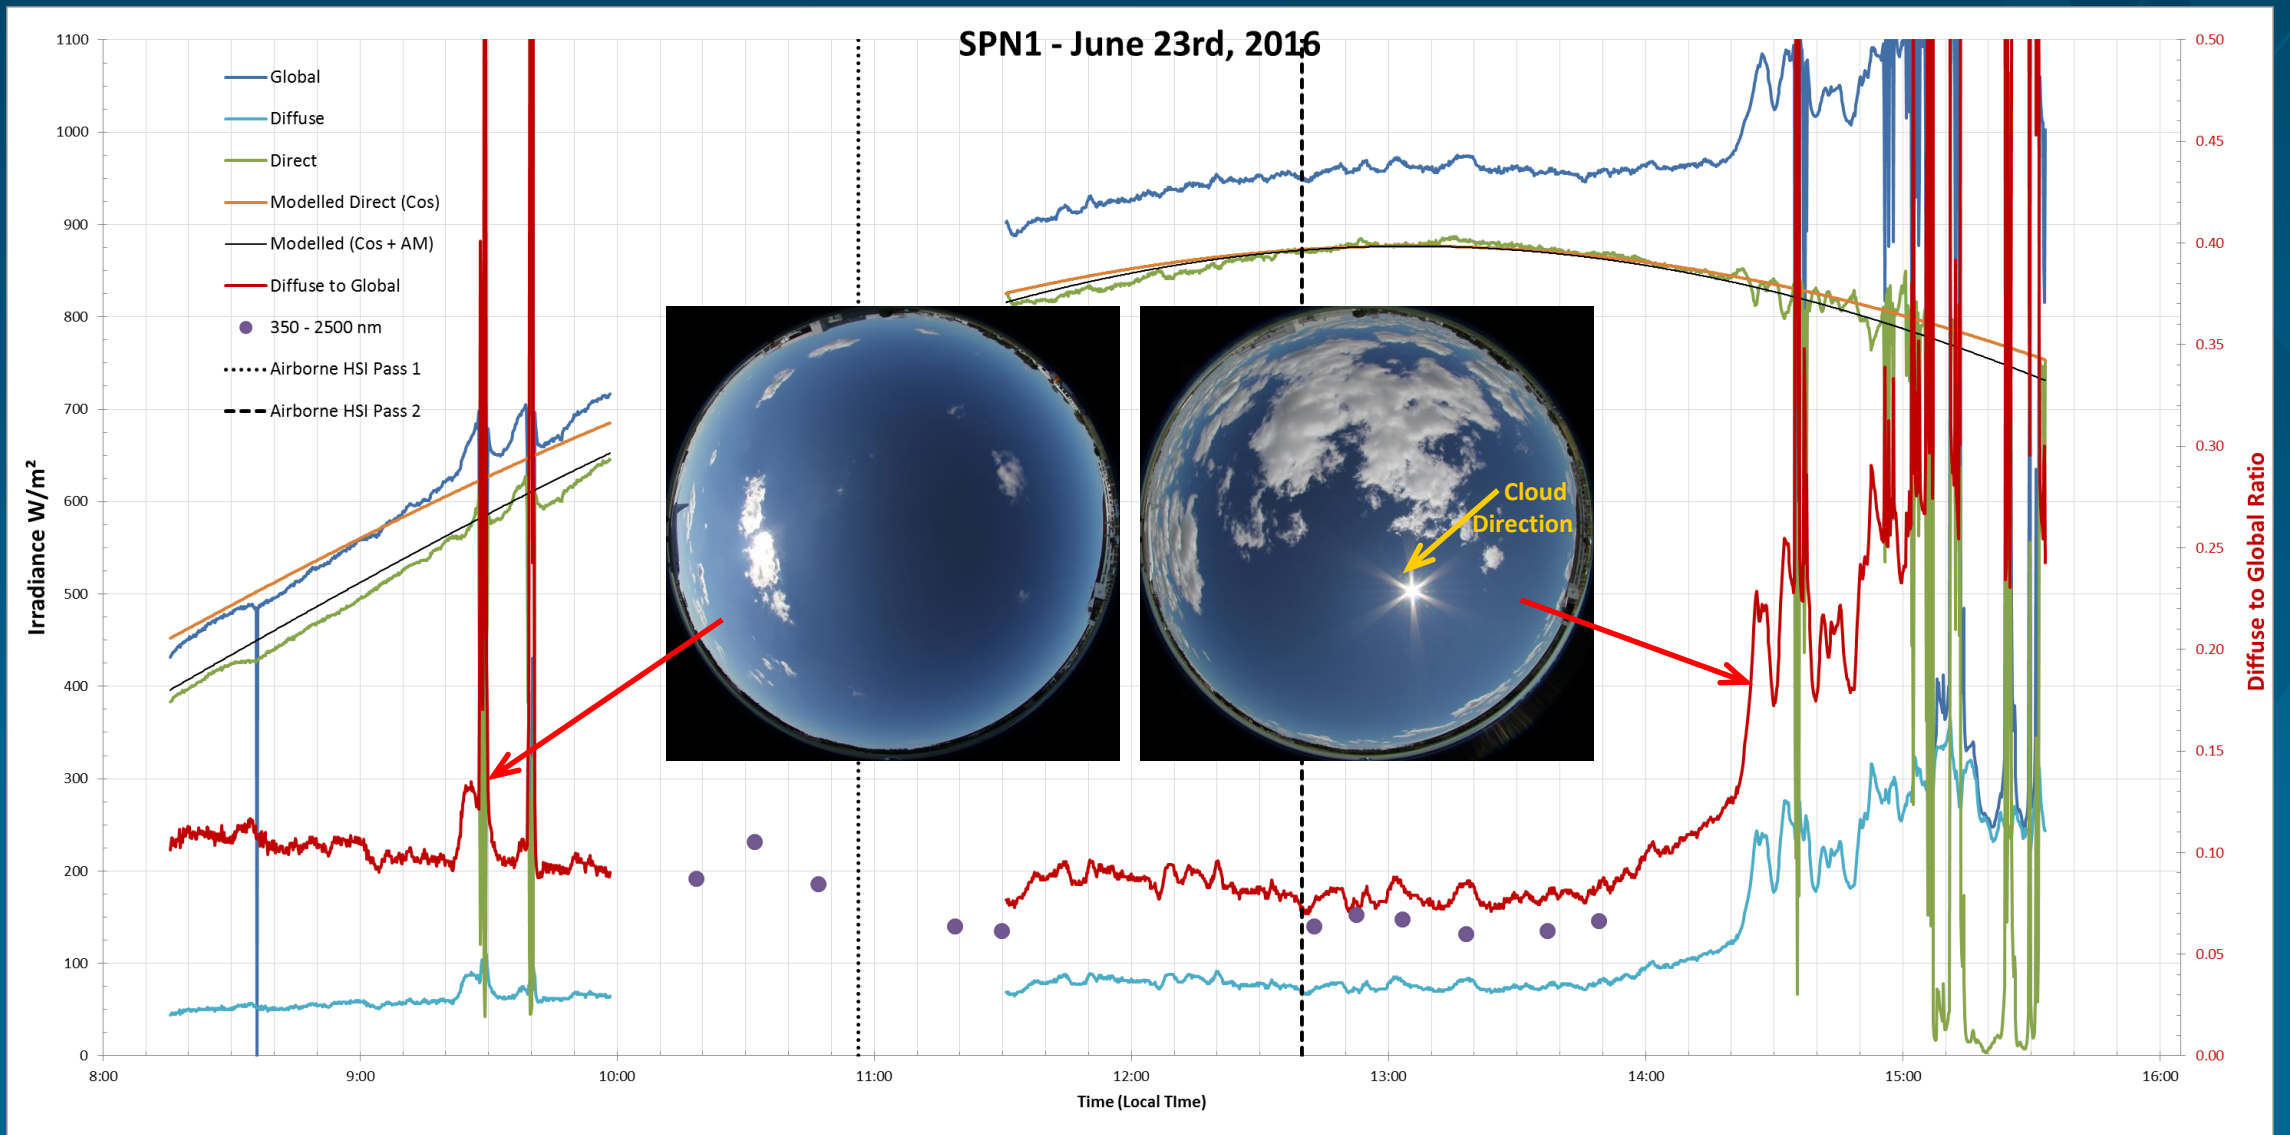 SPN1 - June 23rd, 2016
1100
1000
900
800
700
600
500
400
300
200
100
0
Irradiance W/m²
Global
Diffuse
Direct
Modelled Direct (Cos)
Modelled (Cos + AM)
Diffuse to Global
350 - 2500 nm
Airborne HSI Pass 1
Airborne HSI Pass 2
Cloud
Direction
0.50
0.45
0.40
0.35
0.30
0.25
0.20
0.15
0.10
0.05
0.00
Diffuse to Global Ratio
8:00
9:00
10:00
11:00
12:00
13:00
14:00
15:00
16:00
Time (Local TIme)